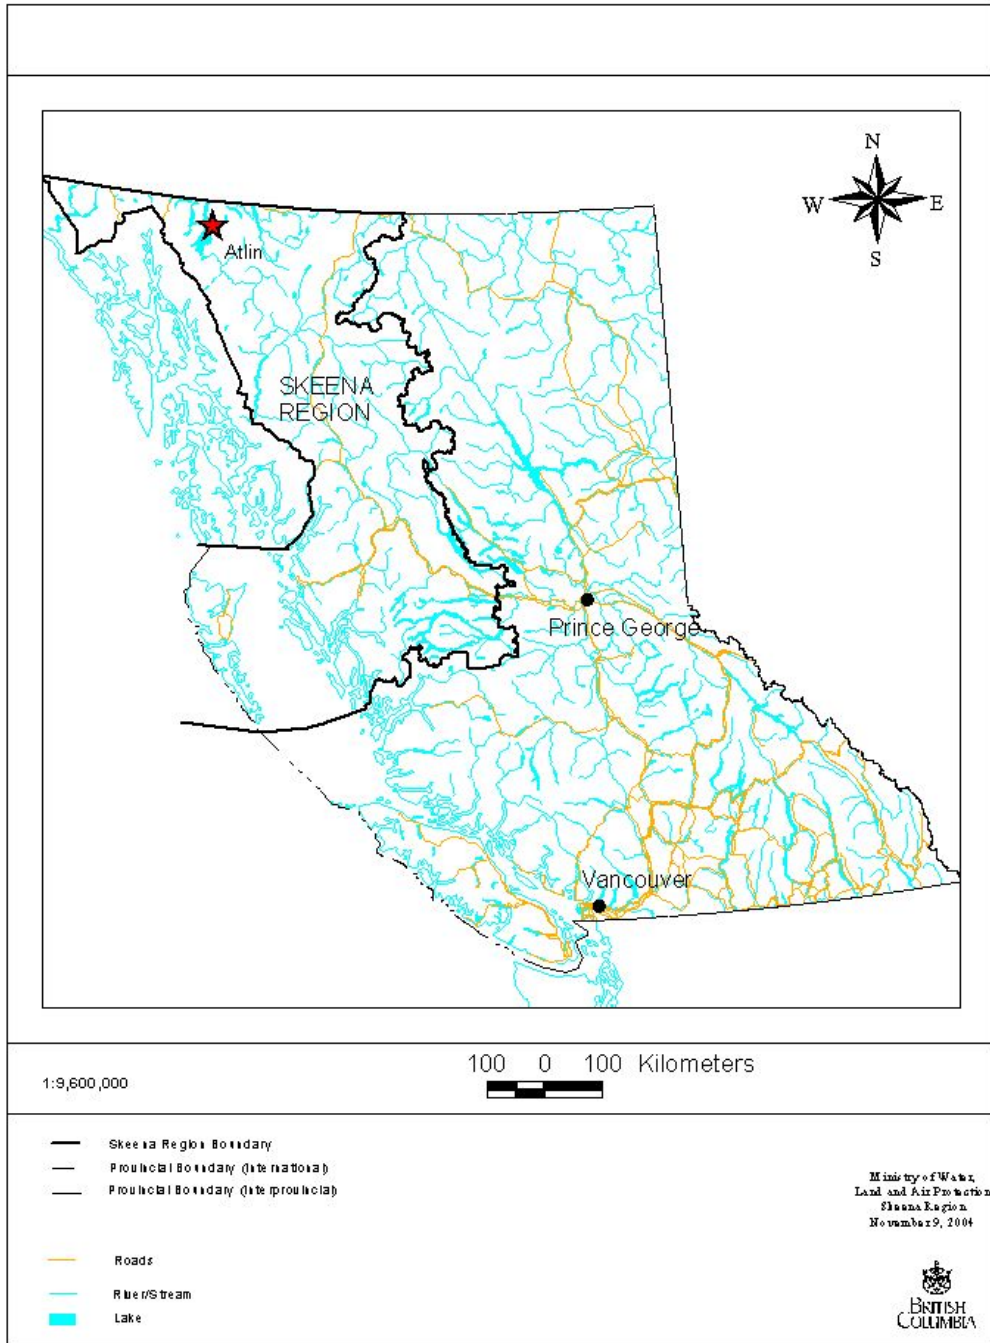 N
W E
S
Atlin
SKEENA
REGION
Prince George
Vancouver
100 0 100 Kilometers
1:9,600,000
Skeena Region Boundary
Provincial Boundary (International)
Provincial Boundary (Interprovincial)
Ministry of Water,
Land and Air Protection
Skeena Region
November 9, 2004
Roads
River/Stream
Lake
BRITISH
COLUMBIA